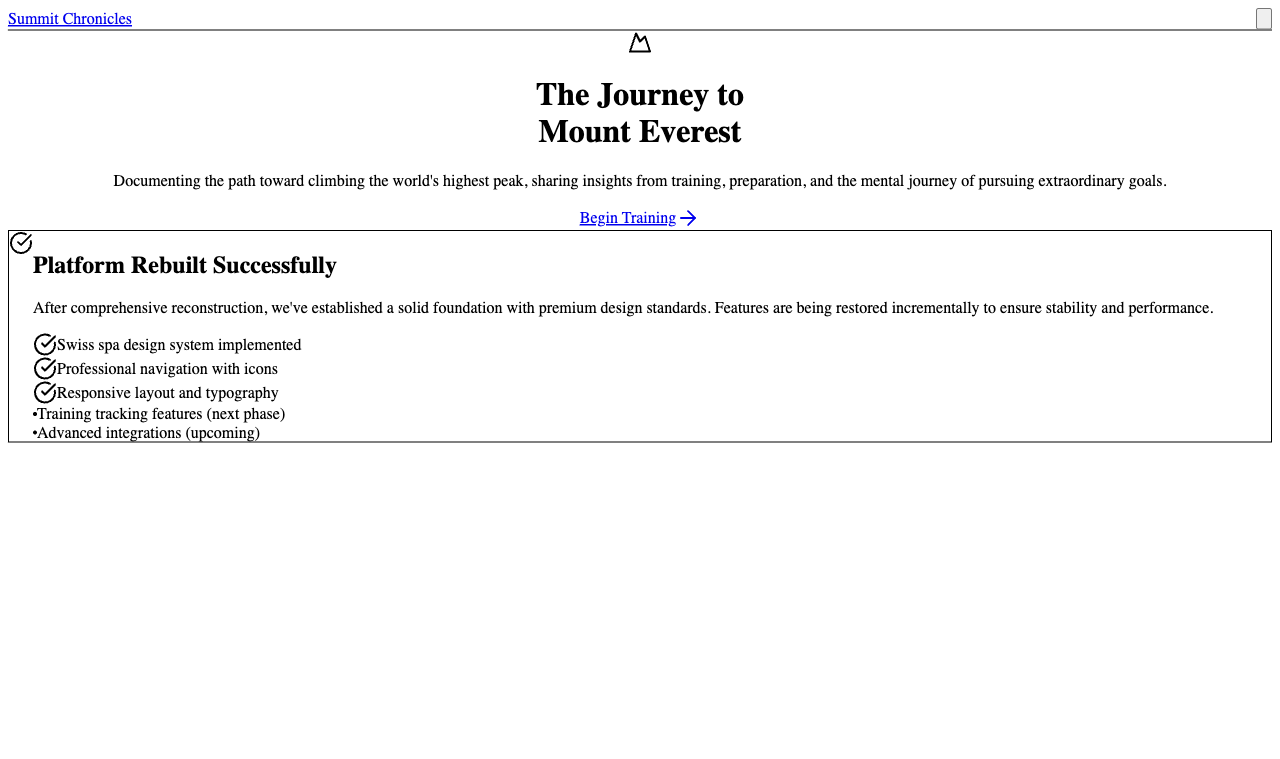 Summit Chronicles
The Journey to
Mount Everest
Documenting the path toward climbing the world's highest peak, sharing insights from training, preparation, and the mental journey of pursuing extraordinary goals.
Begin Training
Platform Rebuilt Successfully
After comprehensive reconstruction, we've established a solid foundation with premium design standards. Features are being restored incrementally to ensure stability and performance.
Swiss spa design system implemented
Professional navigation with icons
Responsive layout and typography
•Training tracking features (next phase)
•Advanced integrations (upcoming)